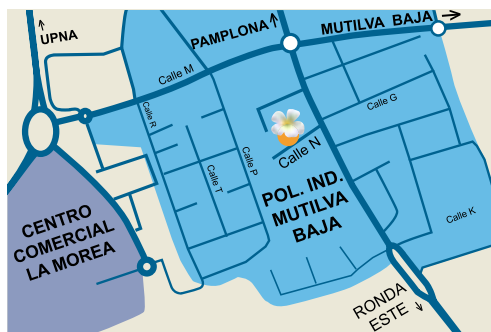 UPNA
PAMPLONA
MUTILVA BAJA
Calle M
Calle R
Calle G
Calle T
Calle P
Calle N
POL. IND.
MUTILVA
BAJA
CENTRO
COMERCIAL
LA MOREA
Calle K
RONDA
ESTE